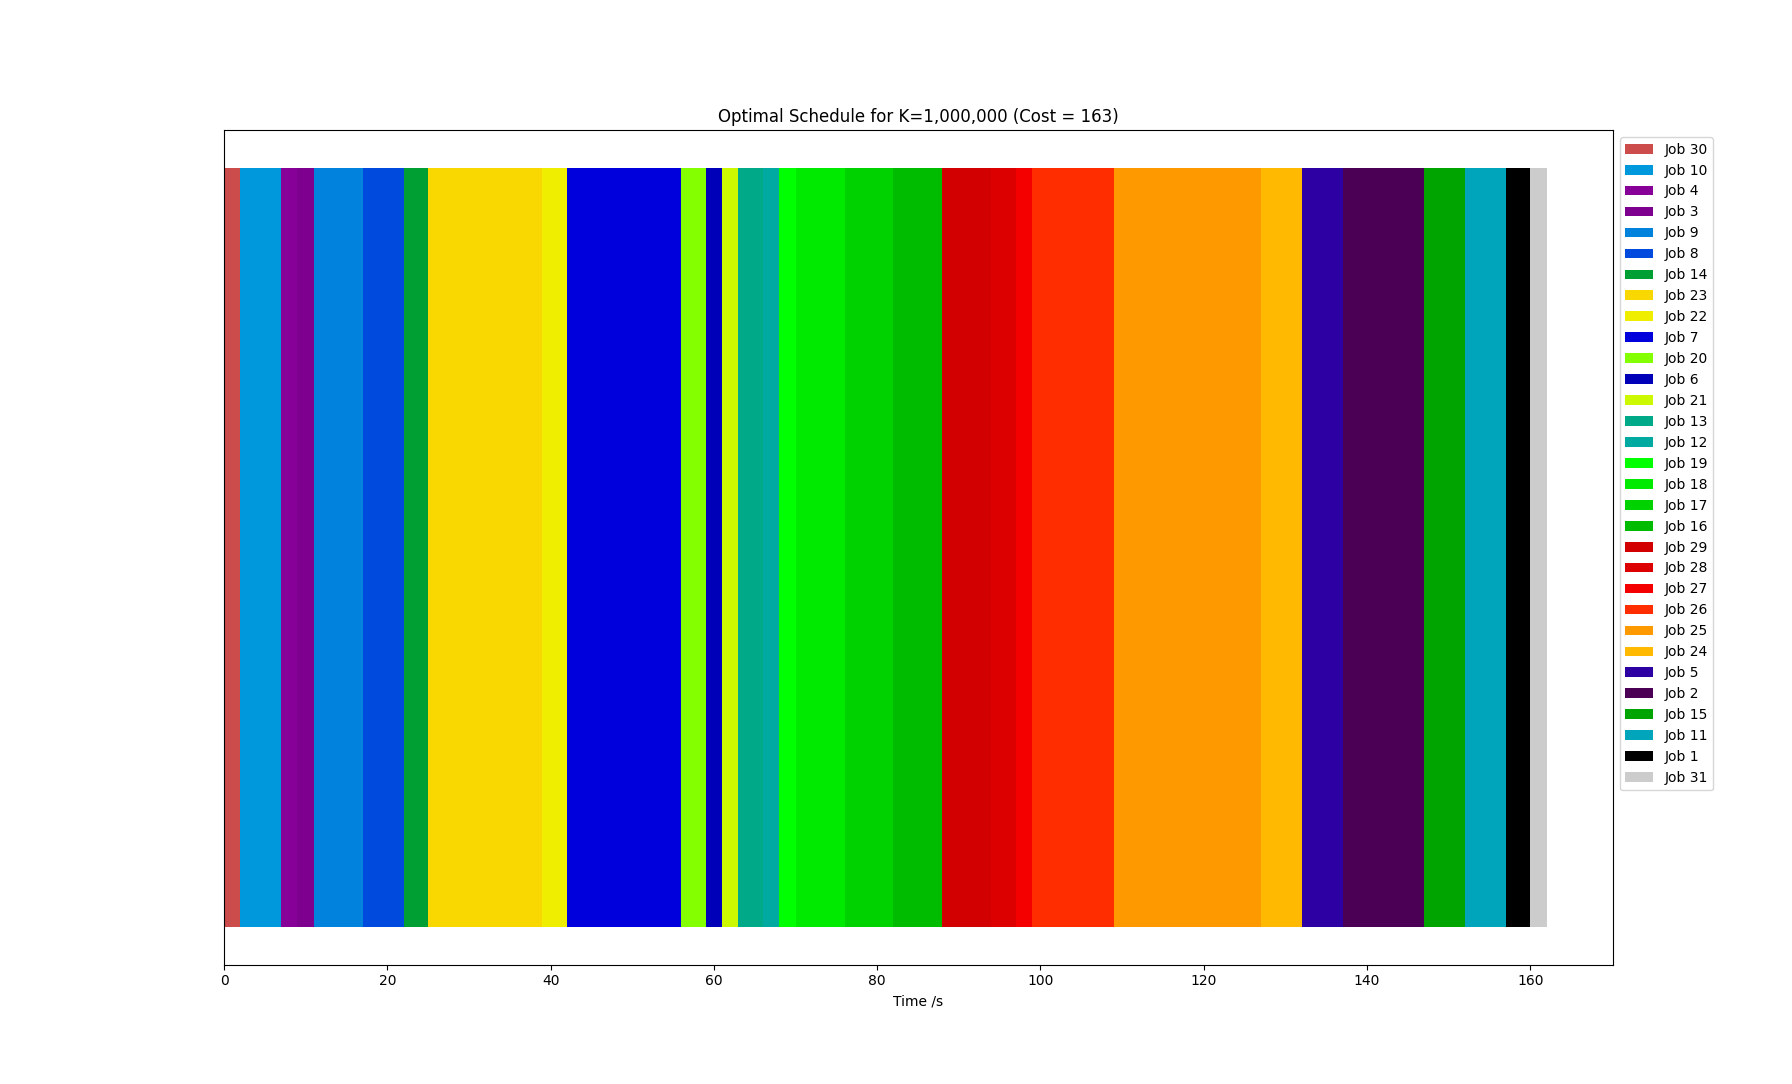 Optimal Schedule for K=1,000,000 (Cost = 163)
Job 30
Job 10
Job 4
Job 3
Job 9
Job 8
Job 14
Job 23
Job 22
Job 7
Job 20
Job 6
Job 21
Job 13
Job 12
Job 19
Job 18
Job 17
Job 16
Job 29
Job 28
Job 27
Job 26
Job 25
Job 24
Job 5
Job 2
Job 15
Job 11
Job 1
Job 31
0 20 40 60 80 100 120 140 160
Time /s